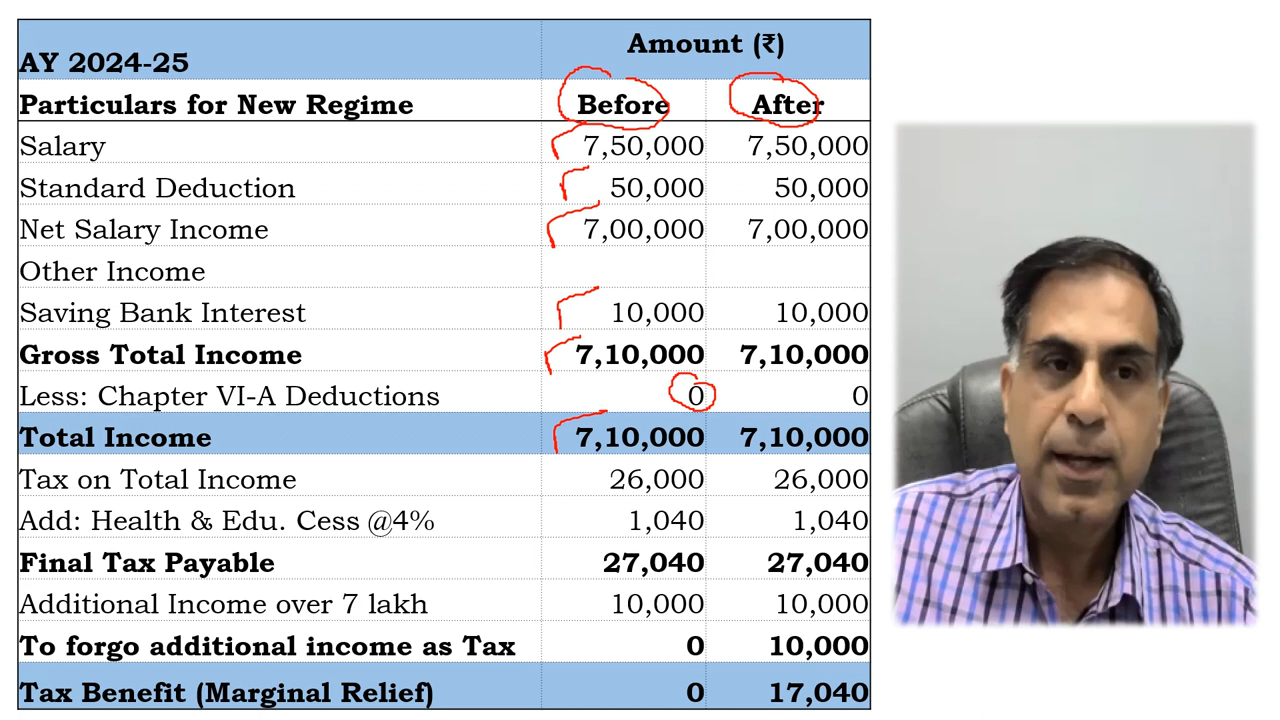 Amount (₹)
AY 2024-25
Particulars for New Regime Before After
Salary 7,50,000 7,50,000
Standard Deduction 50,000 50,000
Net Salary Income 7,00,000 7,00,000
Other Income
Saving Bank Interest 10,000 10,000
Gross Total Income 7,10,000 7,10,000
Less: Chapter VI-A Deductions 0 0
Total Income 7,10,000 7,10,000
Tax on Total Income 26,000 26,000
Add: Health & Edu. Cess @4% 1,040 1,040
Final Tax Payable 27,040 27,040
Additional Income over 7 lakh 10,000 10,000
To forgo additional income as Tax 0 10,000
Tax Benefit (Marginal Relief) 0 17,040